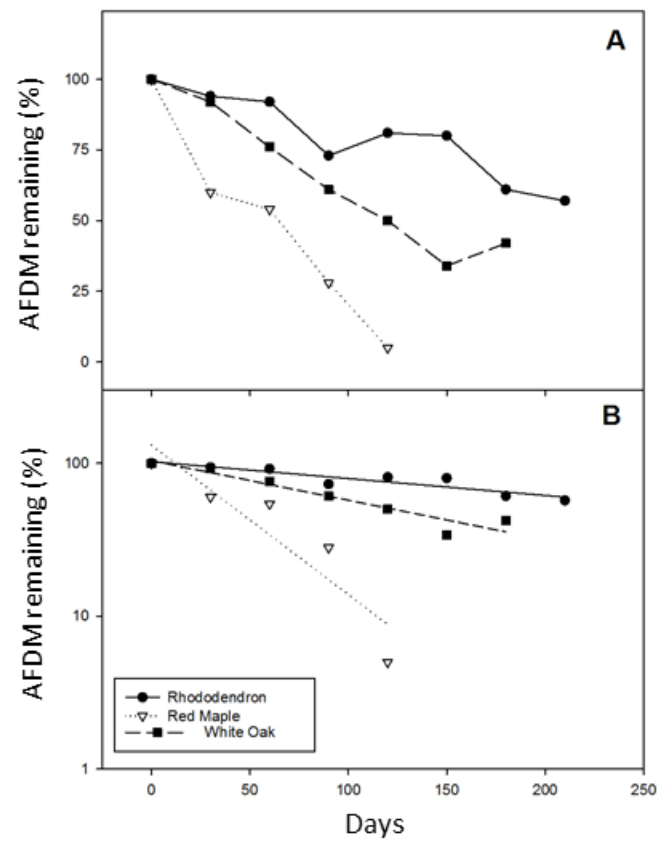 A
AFDM remaining (%)
100
75
50
25
0
B
AFDM remaining (%)
100
10
1
Rhododendron
Red Maple
White Oak
0 50 100 150 200 250
Days